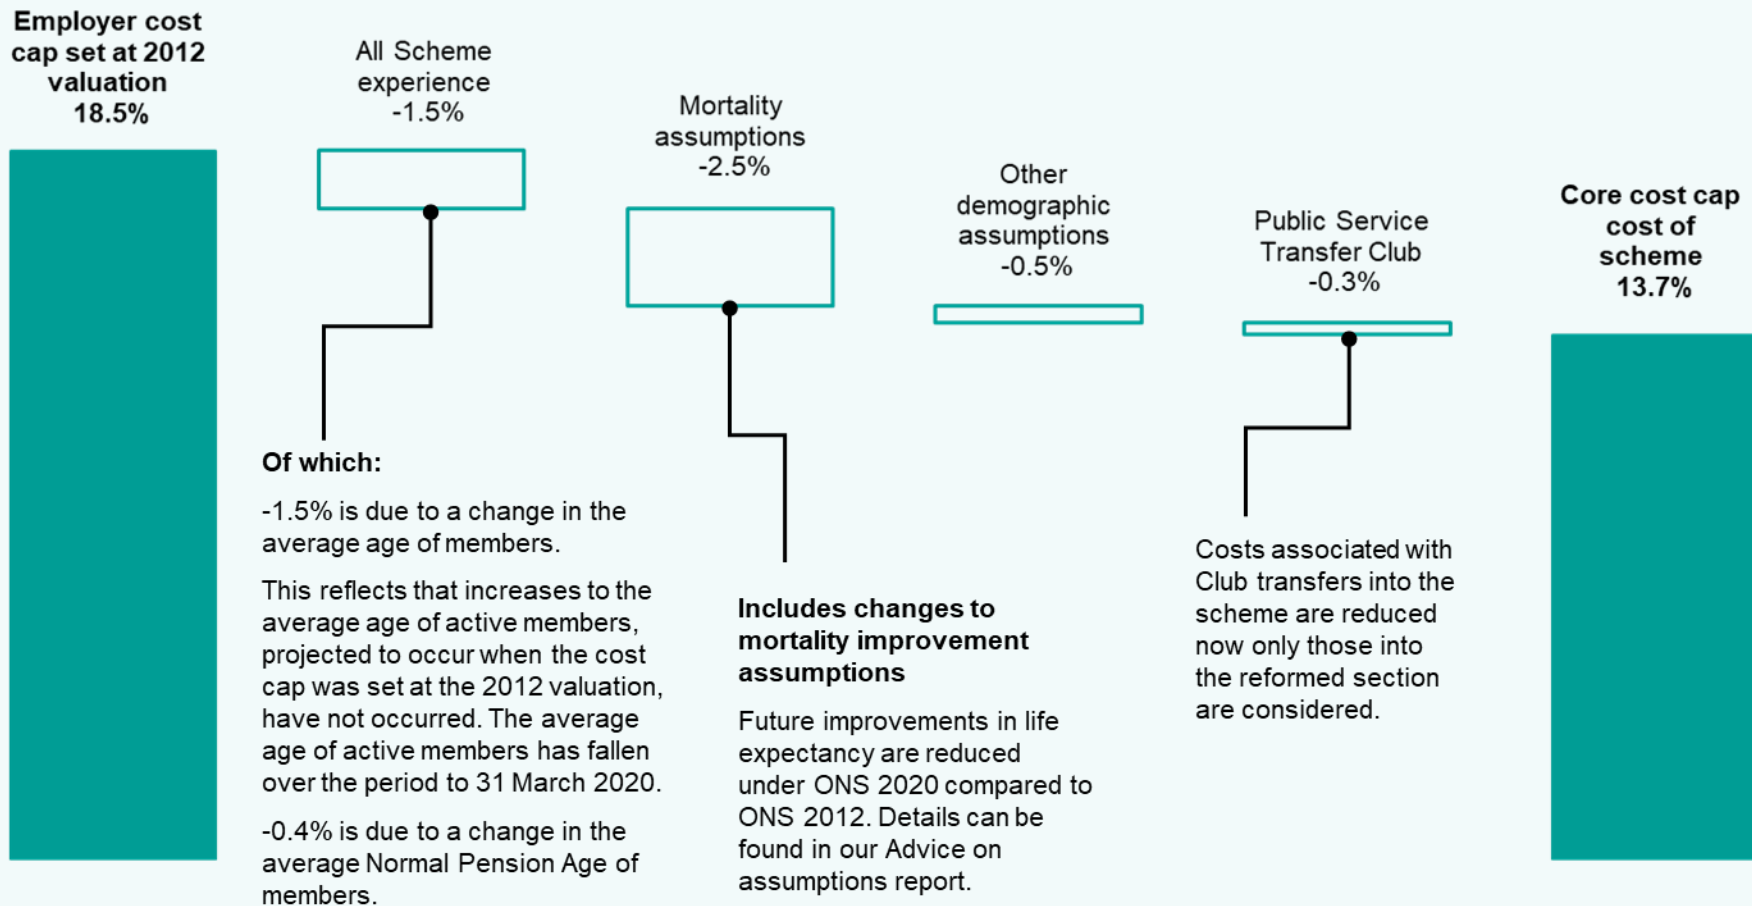 Employer cost
cap set at 2012
valuation
18.5%
All Scheme
experience
-1.5%
Mortality
assumptions
-2.5%
Other
demographic
assumptions
-0.5%
Public Service
Transfer Club
-0.3%
Core cost cap
cost of
scheme
13.7%
Of which:
-1.5% is due to a change in the
average age of members.
This reflects that increases to the
average age of active members,
projected to occur when the cost
cap was set at the 2012 valuation,
have not occurred. The average
age of active members has fallen
over the period to 31 March 2020.
-0.4% is due to a change in the
average Normal Pension Age of
members.
Includes changes to
mortality improvement
assumptions
Future improvements in life
expectancy are reduced
under ONS 2020 compared to
ONS 2012. Details can be
found in our Advice on
assumptions report.
Costs associated with
Club transfers into the
scheme are reduced
now only those into
the reformed section
are considered.